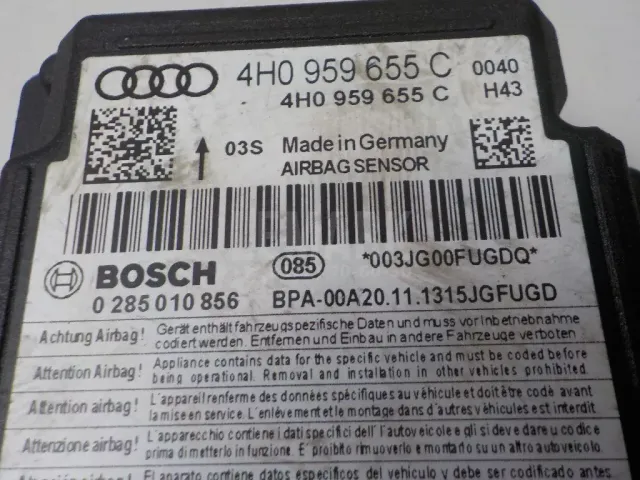 4H0 959 655 C 0040
4H0 959 655 C H43
03S Made in Germany
AIRBAG SENSOR
BOSCH 085 *003JG00FUGDQ*
0 285 010 856 BPA-00A20.11.1315JGFUGD
Achtung Airbag! Gerät enthält fahrzeugspezifische Daten und muss vor Inbetriebnahme
codiert werden. Entfernen und Einbau in andere Fahrzeuge verboten
Attention Airbag! Appliance contains data for the specific vehicle and must be coded before
being operational. Removal and installation in other vehicles prohibited.
Attention airbag! L'appareil renferme des données spécifiques au véhicule et doit être codé avant
la mise en service. L'enlèvement et le montage dans d'autres véhicules est interdit
Attenzione airbag! L'apparecchio contiene i dati specifici dell'autoveicolo e gli si deve dare u codice
prima di metterlo in funzione. E' proibito rimuoverlo e montarlo su un altro autoveicolo.
Atención airbag! El aparato contiene datos específicos del vehículo y debe ser codificado antes